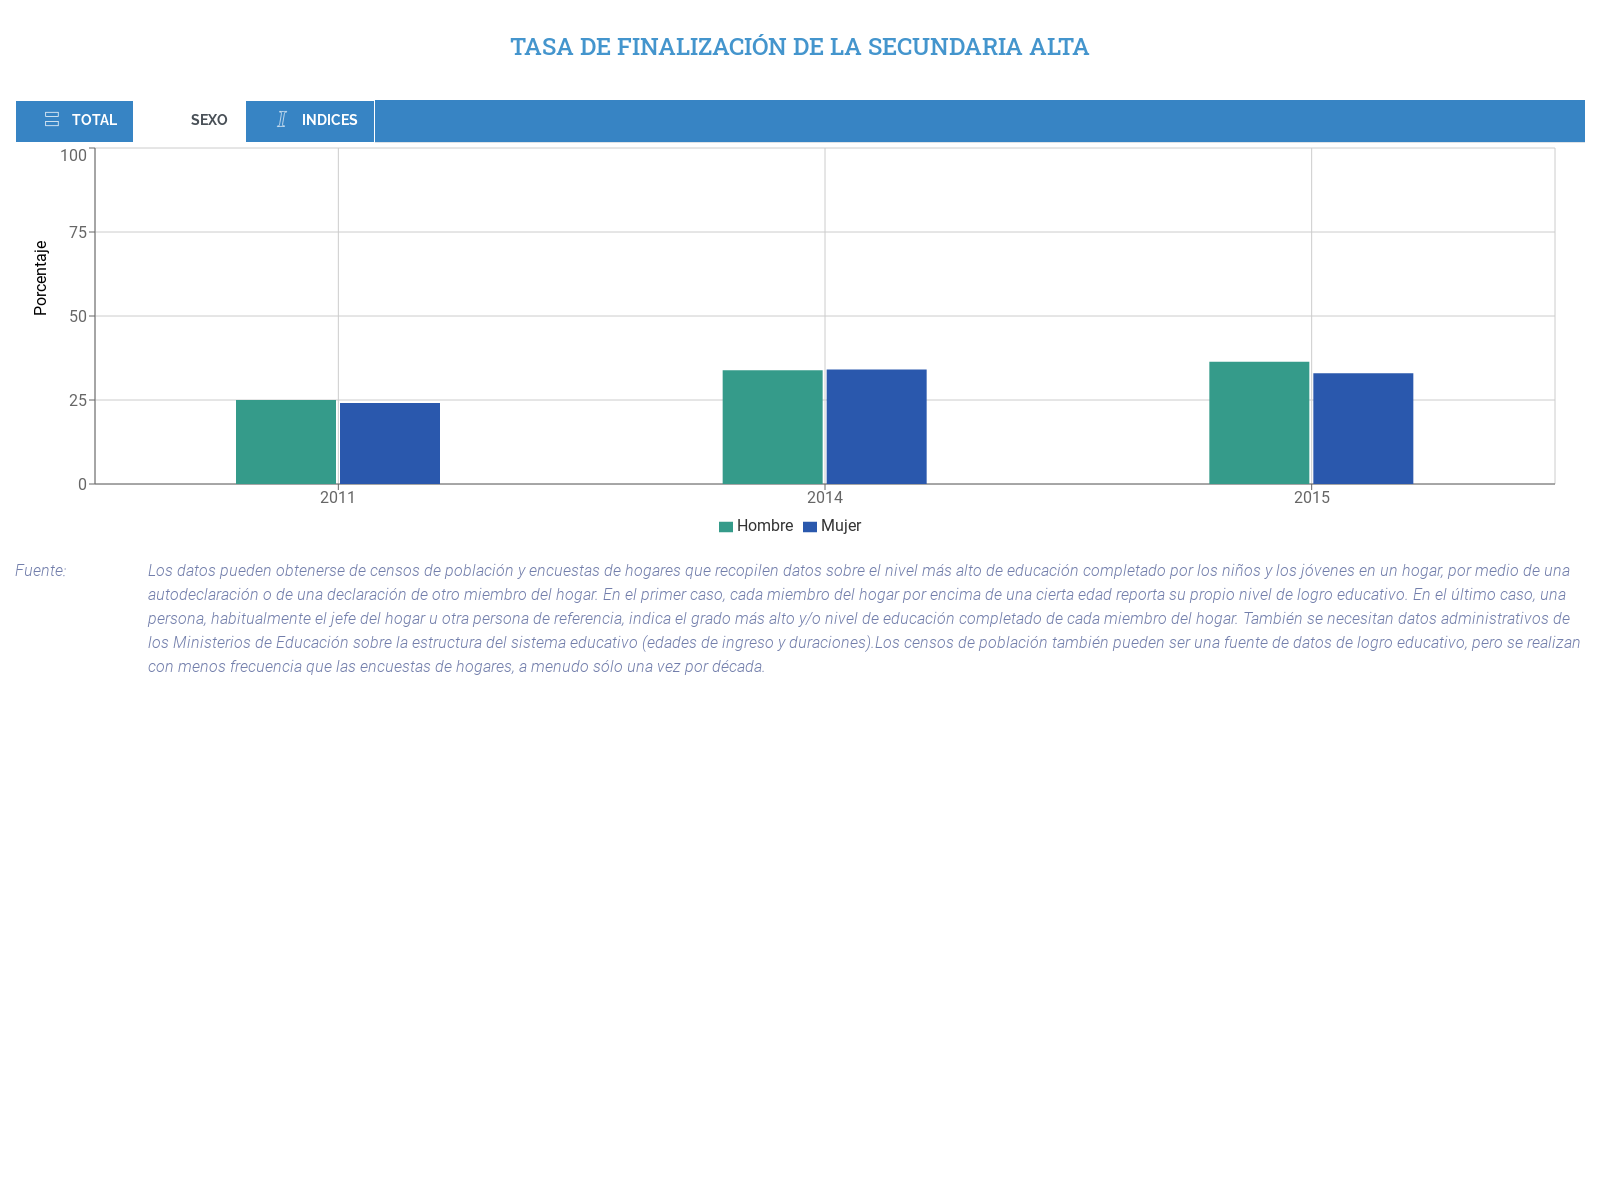 TASA DE FINALIZACIÓN DE LA SECUNDARIA ALTA
TOTAL SEXO INDICES
Porcentaje
100
75
50
25
0
2011 2014 2015
Hombre Mujer
Fuente: Los datos pueden obtenerse de censos de población y encuestas de hogares que recopilen datos sobre el nivel más alto de educación completado por los niños y los jóvenes en un hogar, por medio de una
autodeclaración o de una declaración de otro miembro del hogar. En el primer caso, cada miembro del hogar por encima de una cierta edad reporta su propio nivel de logro educativo. En el último caso, una
persona, habitualmente el jefe del hogar u otra persona de referencia, indica el grado más alto y/o nivel de educación completado de cada miembro del hogar. También se necesitan datos administrativos de
los Ministerios de Educación sobre la estructura del sistema educativo (edades de ingreso y duraciones).Los censos de población también pueden ser una fuente de datos de logro educativo, pero se realizan
con menos frecuencia que las encuestas de hogares, a menudo sólo una vez por década.